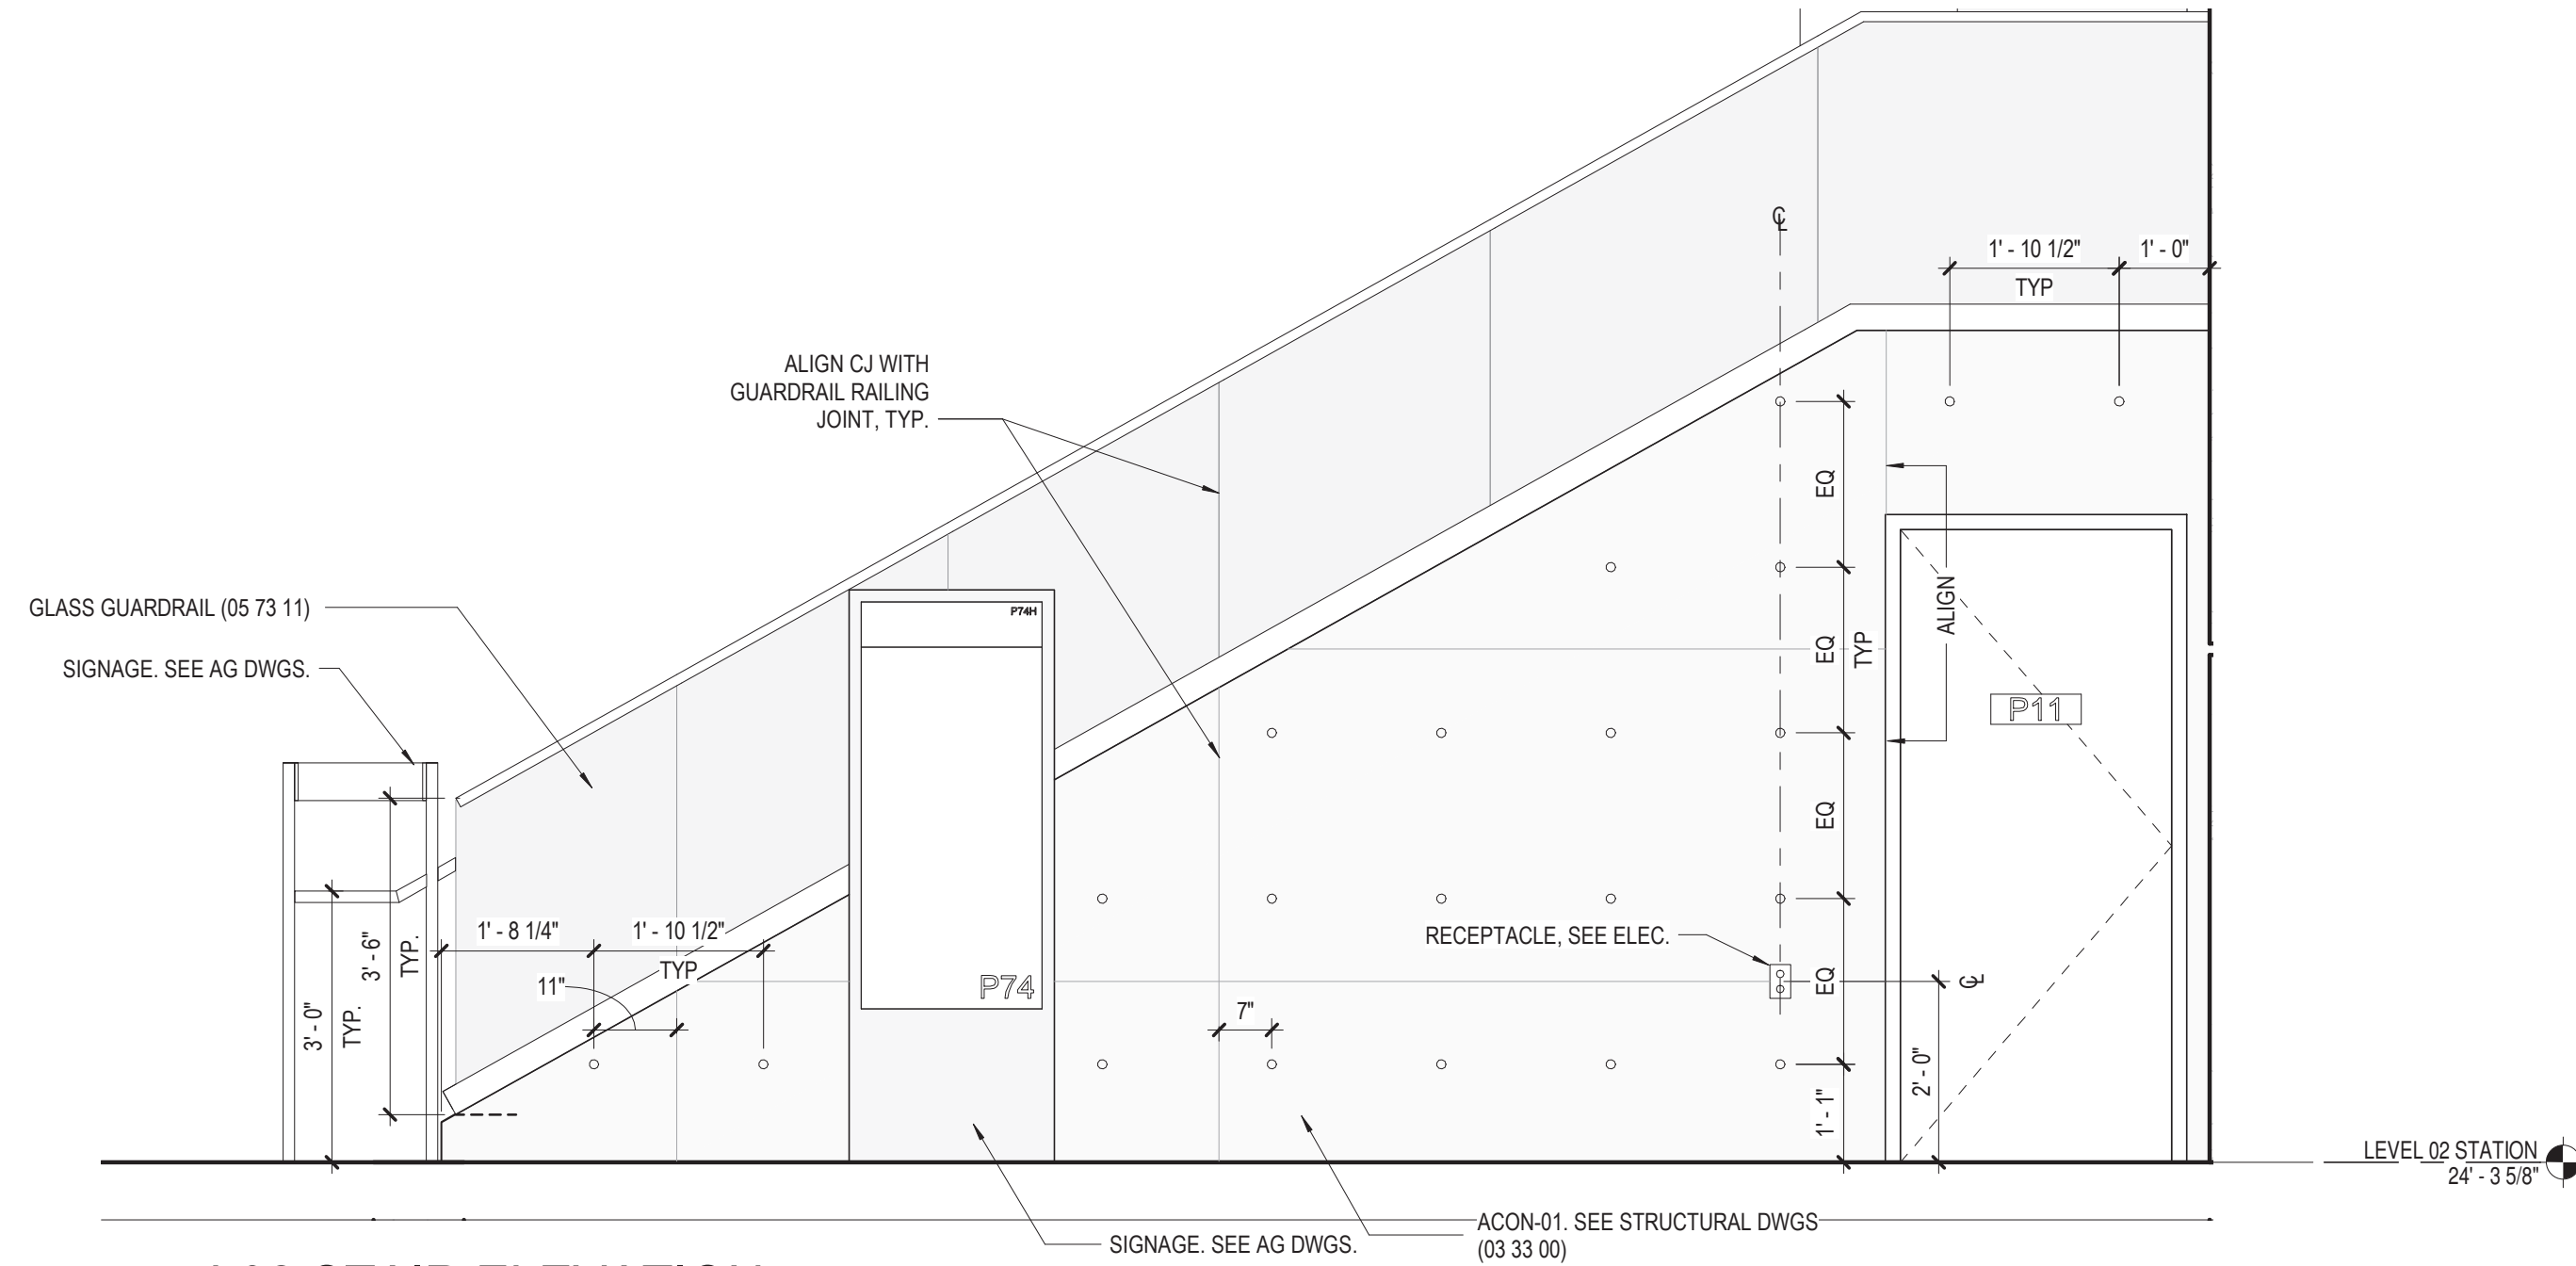 ℄
1' - 10 1/2"
1' - 0"
TYP
ALIGN CJ WITH
GUARDRAIL RAILING
JOINT, TYP.
EQ
EQ
TYP
EQ
EQ
ALIGN
GLASS GUARDRAIL (05 73 11)
SIGNAGE. SEE AG DWGS.
P74H
P11
1' - 8 1/4"
1' - 10 1/2"
TYP
11"
3' - 6"
TYP.
3' - 0"
TYP.
P74
RECEPTACLE, SEE ELEC.
7"
℄
2' - 0"
1' - 1"
LEVEL 02 STATION
24' - 3 5/8"
ACON-01. SEE STRUCTURAL DWGS
(03 33 00)
SIGNAGE. SEE AG DWGS.
STAIR ELEVATION